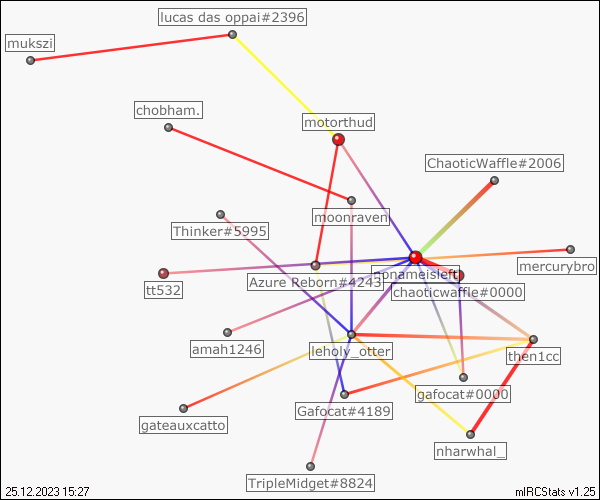 lucas das oppai#2396
mukszi
chobham.
motorthud
ChaoticWaffle#2006
moonraven
Thinker#5995
mercurybro
nonameisleft
Azure Reborn#4243
tt532
chaoticwaffle#0000
amah1246
leholy_otter
then1cc
gafocat#0000
Gafocat#4189
gateauxcatto
nharwhal_
TripleMidget#8824
25.12.2023 15:27
mIRCStats v1.25